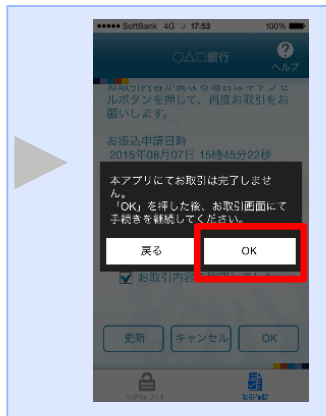 SoftBank 4G 17:53 100%
○△□銀行
?
ヘルプ
お取引内容が異なる場合はキャンセ
ルボタンを押して、再度お取引をお
願いします。
お振込申請日時
2015年08月07日 15時45分22秒
本アプリにてお取引は完了しませ
ん。
「OK」を押した後、お取引画面にて
手続きを継続してください。
戻る OK
お取引内容
更新 キャンセル OK